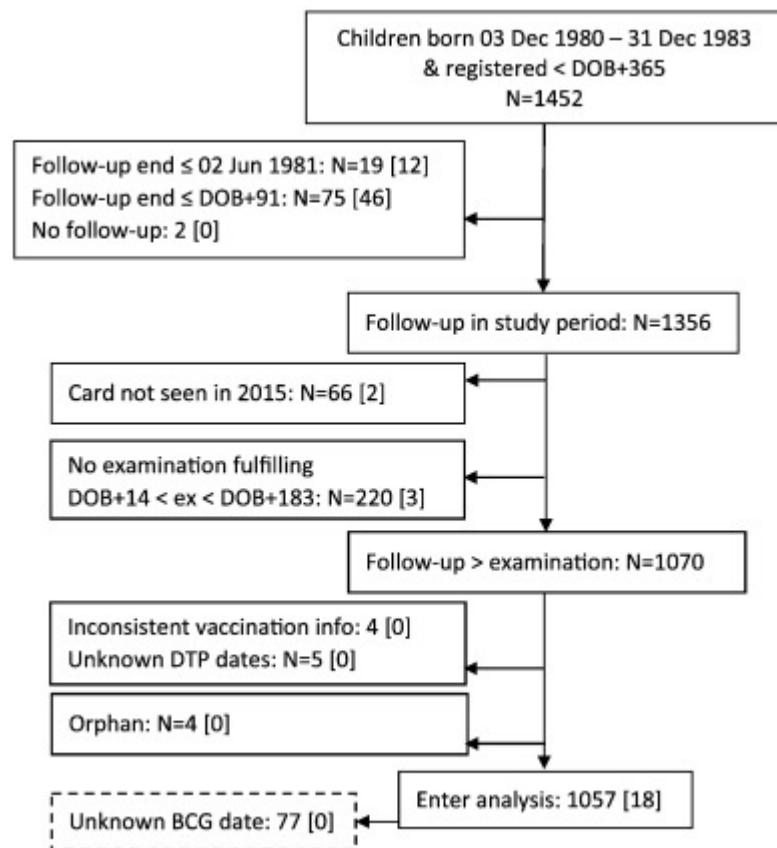 Children born 03 Dec 1980 – 31 Dec 1983
& registered < DOB+365
N=1452
Follow-up end ≤ 02 Jun 1981: N=19 [12]
Follow-up end ≤ DOB+91: N=75 [46]
No follow-up: 2 [0]
Follow-up in study period: N=1356
Card not seen in 2015: N=66 [2]
No examination fulfilling
DOB+14 < ex < DOB+183: N=220 [3]
Follow-up > examination: N=1070
Inconsistent vaccination info: 4 [0]
Unknown DTP dates: N=5 [0]
Orphan: N=4 [0]
Enter analysis: 1057 [18]
Unknown BCG date: 77 [0]